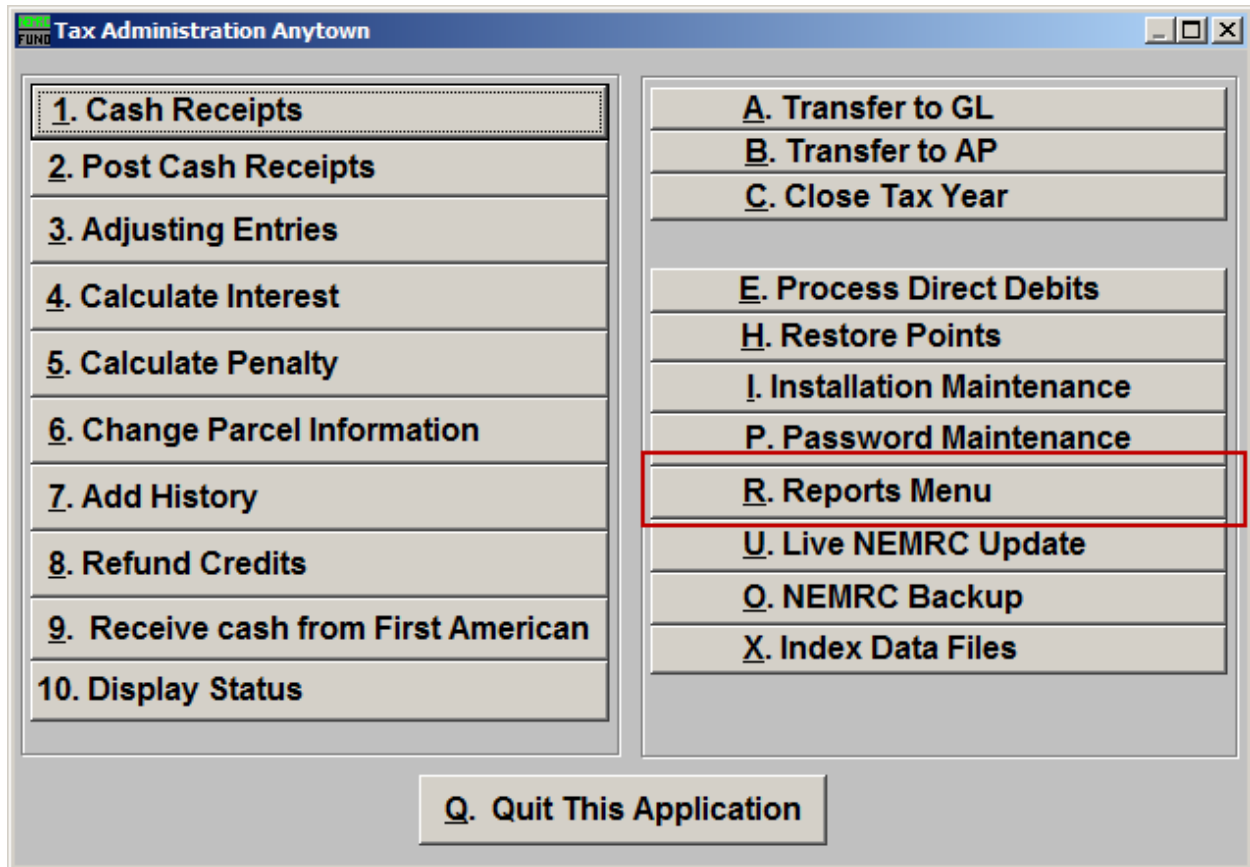 NEMRC
FUND
Tax Administration Anytown
1. Cash Receipts
2. Post Cash Receipts
3. Adjusting Entries
4. Calculate Interest
5. Calculate Penalty
6. Change Parcel Information
7. Add History
8. Refund Credits
9. Receive cash from First American
10. Display Status
A. Transfer to GL
B. Transfer to AP
C. Close Tax Year
E. Process Direct Debits
H. Restore Points
I. Installation Maintenance
P. Password Maintenance
R. Reports Menu
U. Live NEMRC Update
O. NEMRC Backup
X. Index Data Files
Q. Quit This Application